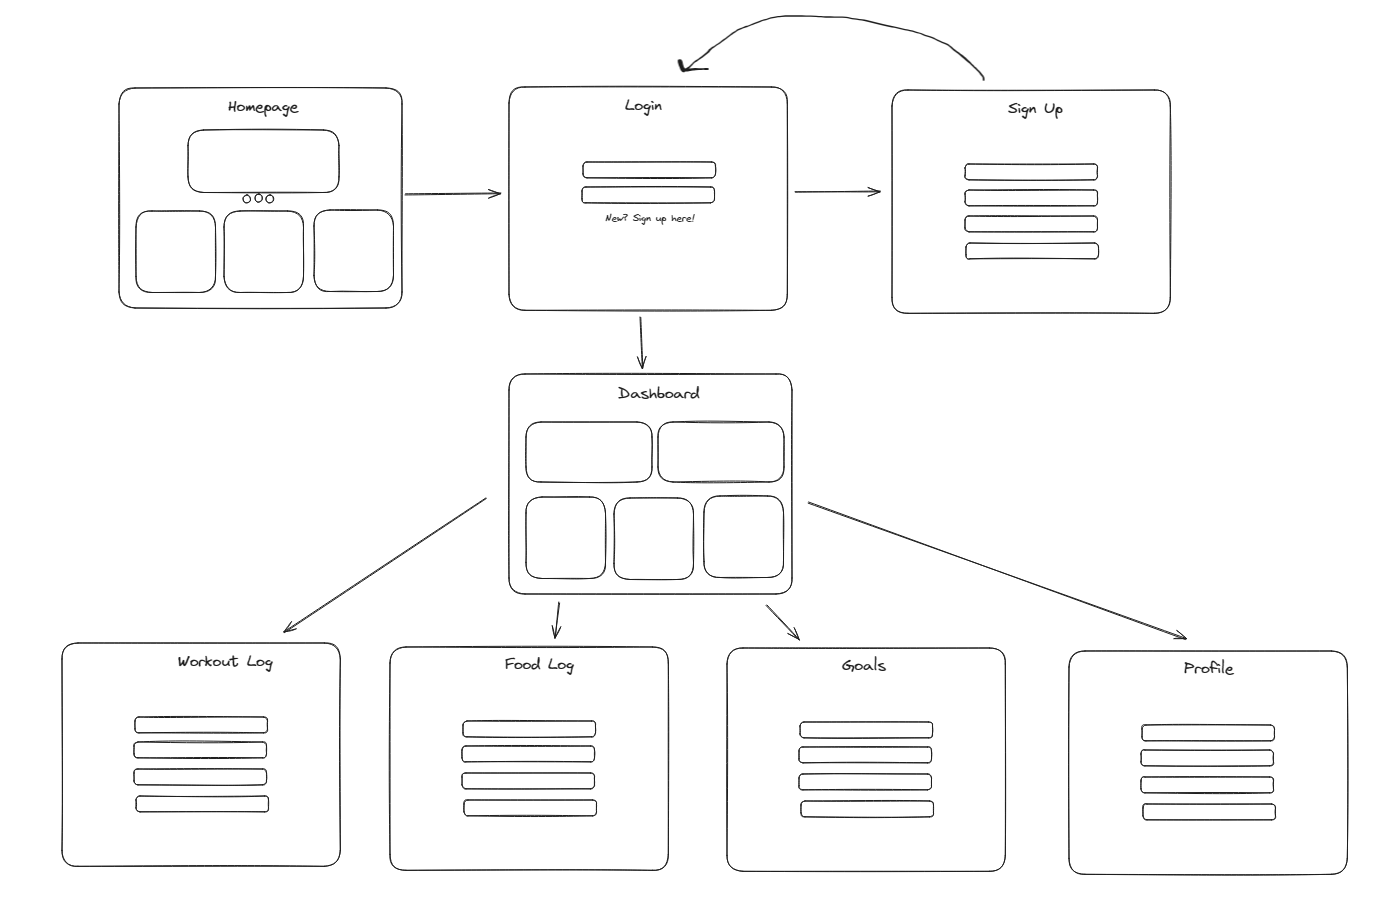 Homepage
Login
Sign Up
New? Sign up here!
Dashboard
Workout Log
Food Log
Goals
Profile